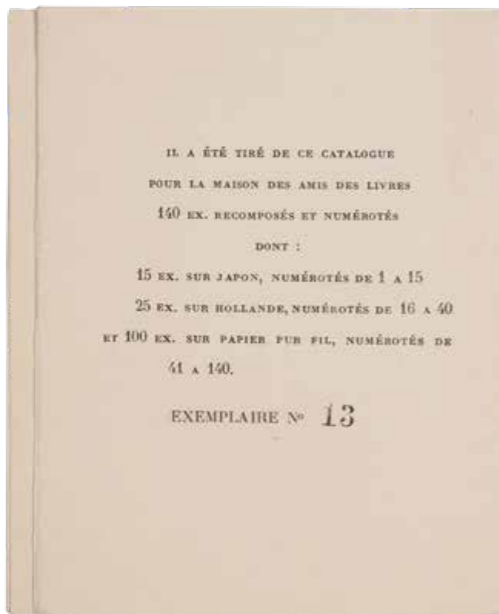 IL A ÉTÉ TIRÉ DE CE CATALOGUE
POUR LA MAISON DES AMIS DES LIVRES
140 EX. RECOMPOSÉS ET NUMÉROTÉS
DONT :
15 EX. SUR JAPON, NUMÉROTÉS DE 1 A 15
25 EX. SUR HOLLANDE, NUMÉROTÉS DE 16 A 40
ET 100 EX. SUR PAPIER PUR FIL, NUMÉROTÉS DE
41 A 140.
EXEMPLAIRE Nº 13